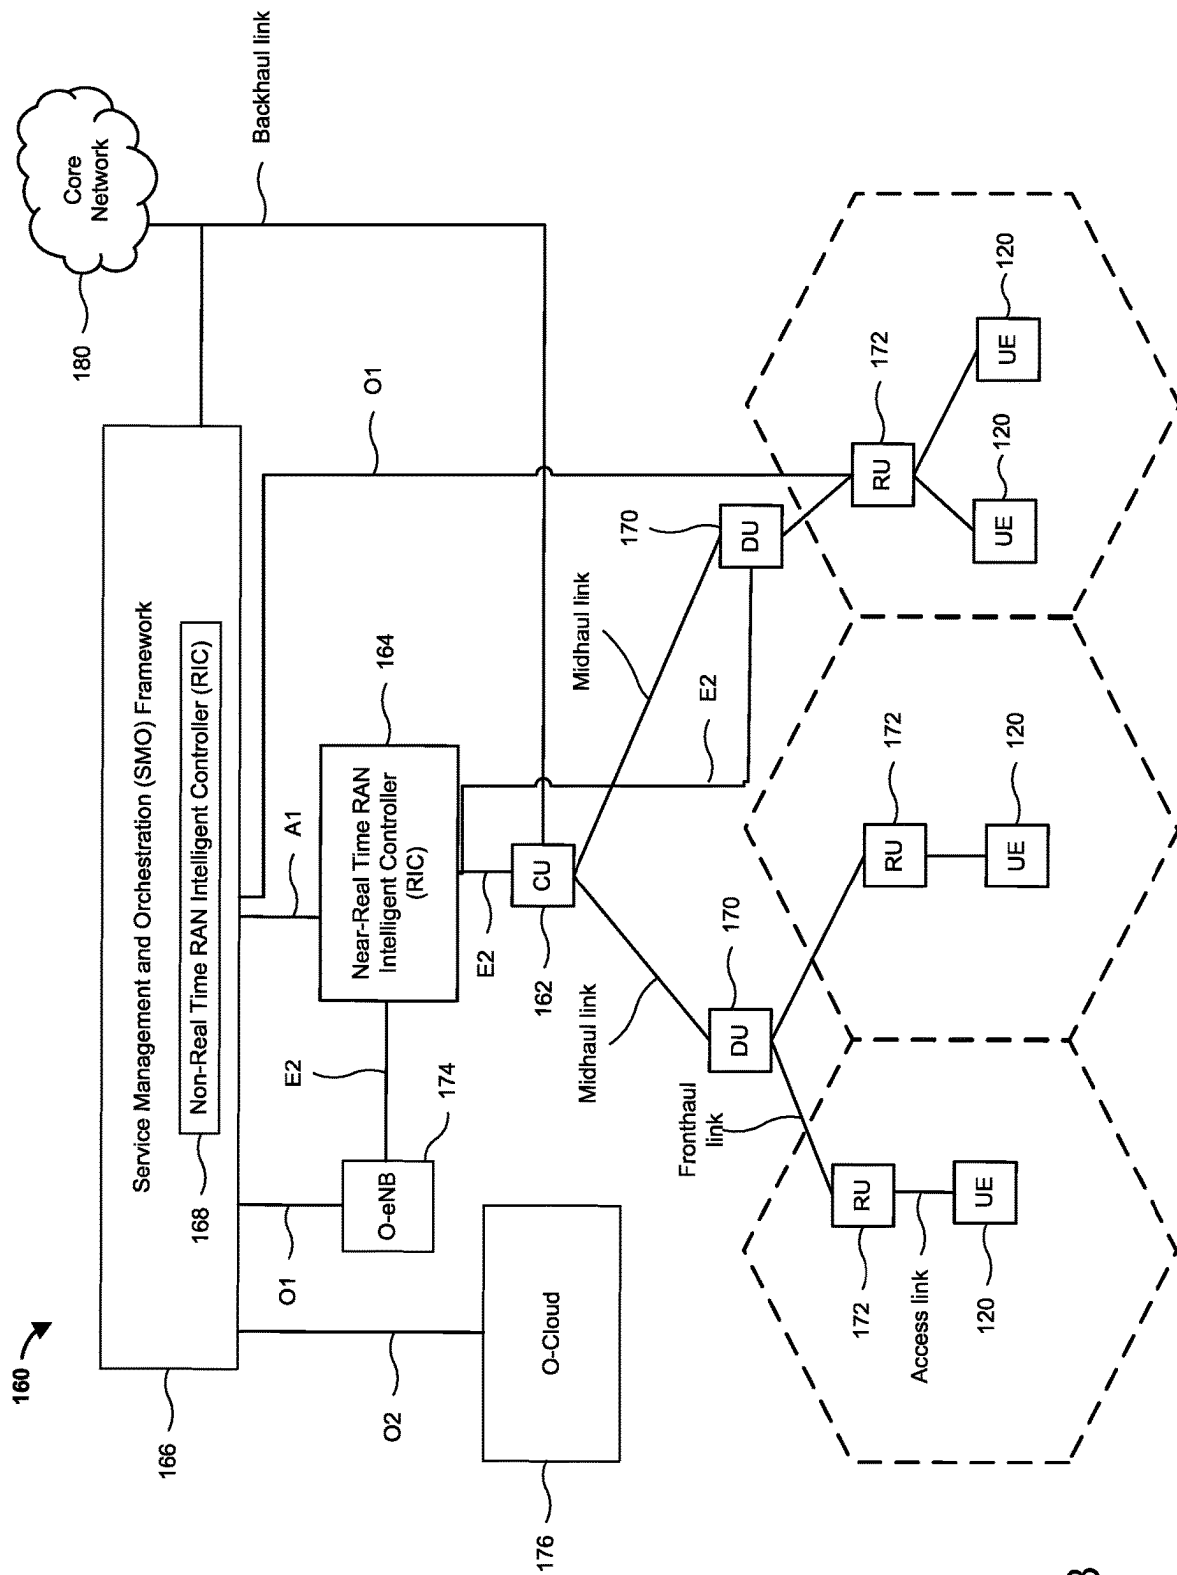 160
Core
Network
180
Service Management and Orchestration (SMO) Framework
Non-Real Time RAN Intelligent Controller (RIC)
166
168
Backhaul link
O1
A1
O1
E2
O2
Near-Real Time RAN
Intelligent Controller
(RIC)
164
O-eNB
174
E2
CU
162
O-Cloud
176
Midhaul link
Midhaul link
E2
170
DU
170
DU
Fronthaul
link
172
RU
172
RU
RU
172
Access link
120
UE
120
UE
120
UE
UE
120